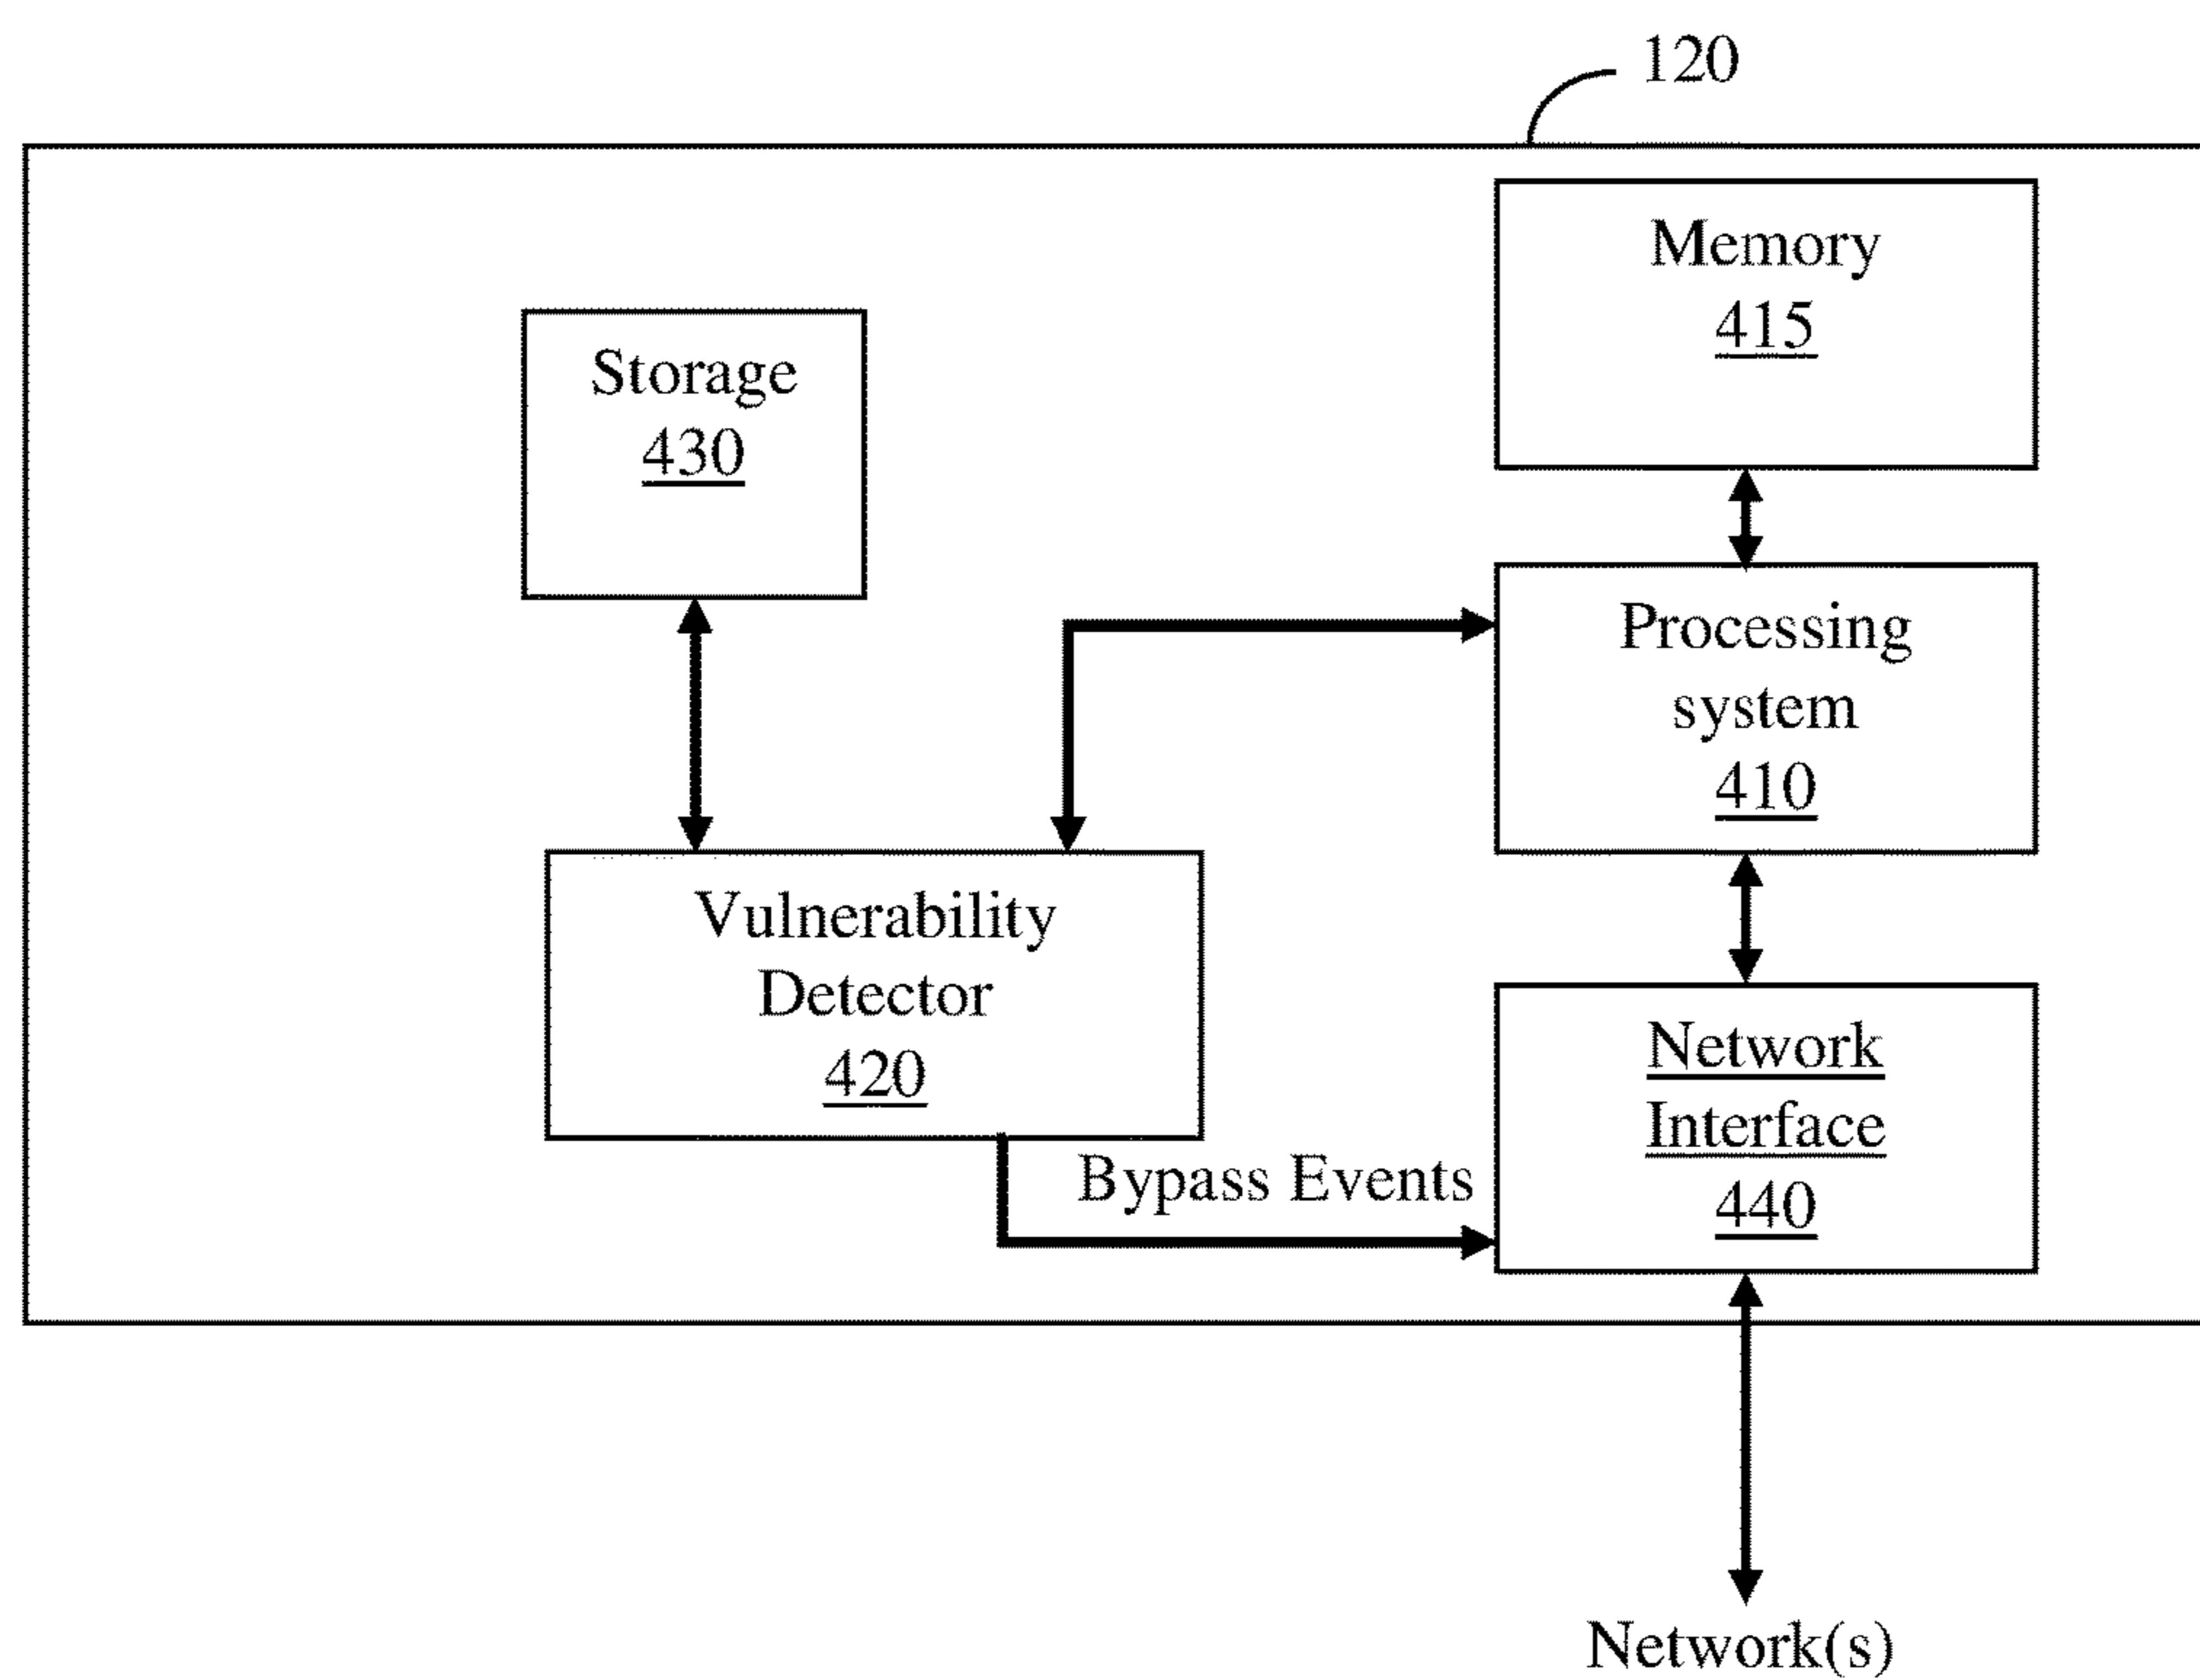 120
Memory
415
Storage
430
Processing
system
410
Vulnerability
Detector
420
Network
Interface
440
Bypass Events
Network(s)